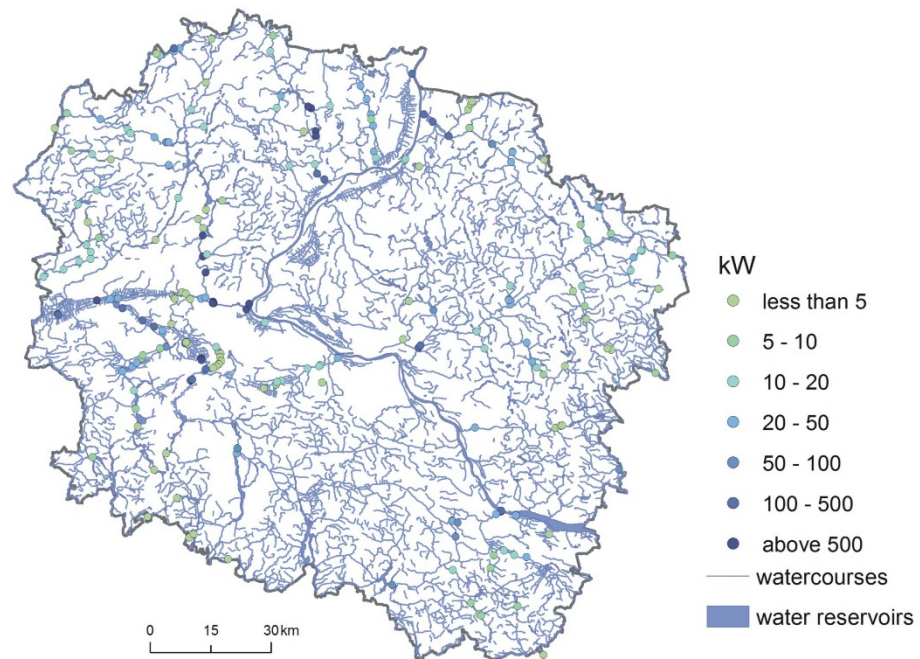 kW
less than 5
5 - 10
10 - 20
20 - 50
50 - 100
100 - 500
above 500
watercourses
water reservoirs
0 15 30 km